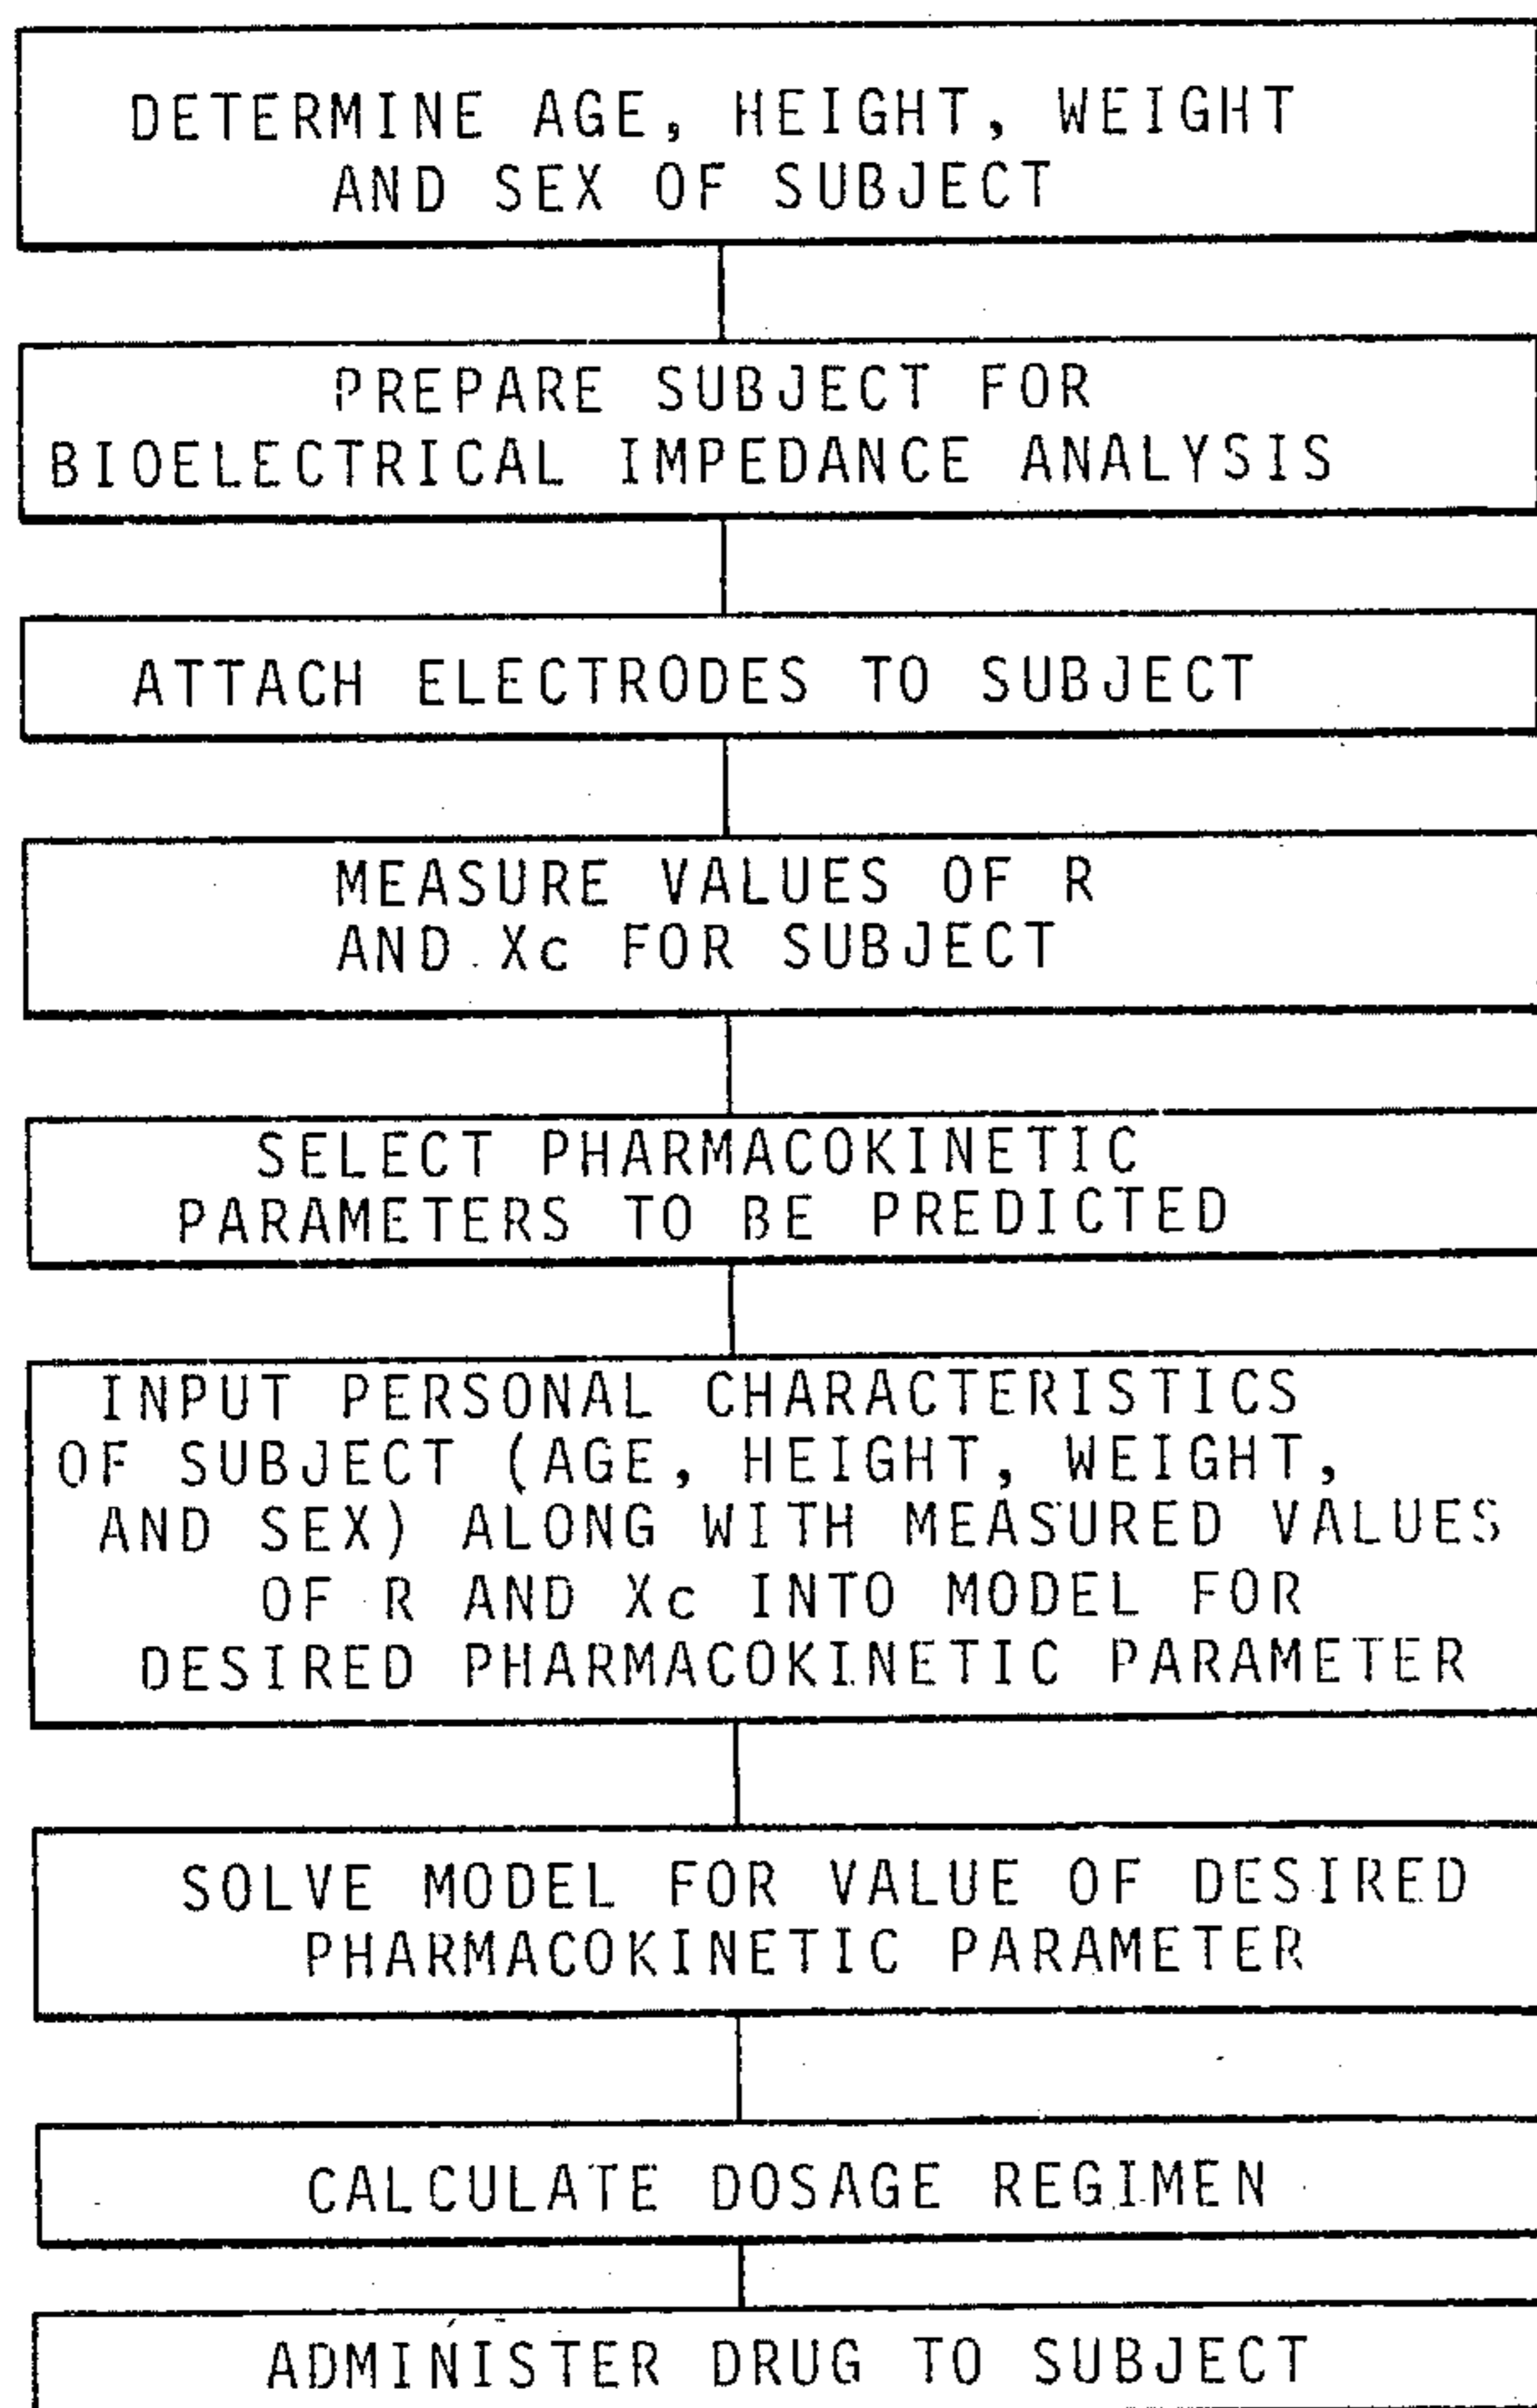 DETERMINE AGE, HEIGHT, WEIGHT
AND SEX OF SUBJECT
PREPARE SUBJECT FOR
BIOELECTRICAL IMPEDANCE ANALYSIS
ATTACH ELECTRODES TO SUBJECT
MEASURE VALUES OF R
AND Xc FOR SUBJECT
SELECT PHARMACOKINETIC
PARAMETERS TO BE PREDICTED
INPUT PERSONAL CHARACTERISTICS
OF SUBJECT (AGE, HEIGHT, WEIGHT,
AND SEX) ALONG WITH MEASURED VALUES
OF R AND Xc INTO MODEL FOR
DESIRED PHARMACOKINETIC PARAMETER
SOLVE MODEL FOR VALUE OF DESIRED
PHARMACOKINETIC PARAMETER
CALCULATE DOSAGE REGIMEN
ADMINISTER DRUG TO SUBJECT